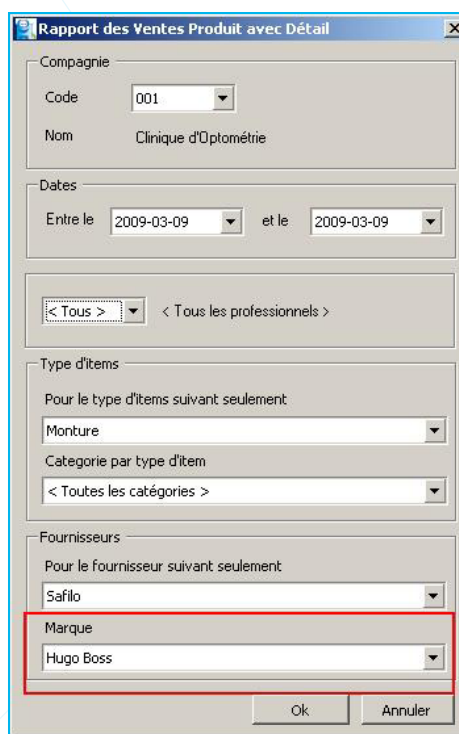 Rapport des Ventes Produit avec Détail
Compagnie
Code 001
Nom Clinique d'Optométrie
Dates
Entre le 2009-03-09 et le 2009-03-09
< Tous > < Tous les professionnels >
Type d'items
Pour le type d'items suivant seulement
Monture
Categorie par type d'item
< Toutes les catégories >
Fournisseurs
Pour le fournisseur suivant seulement
Safilo
Marque
Hugo Boss
Ok Annuler